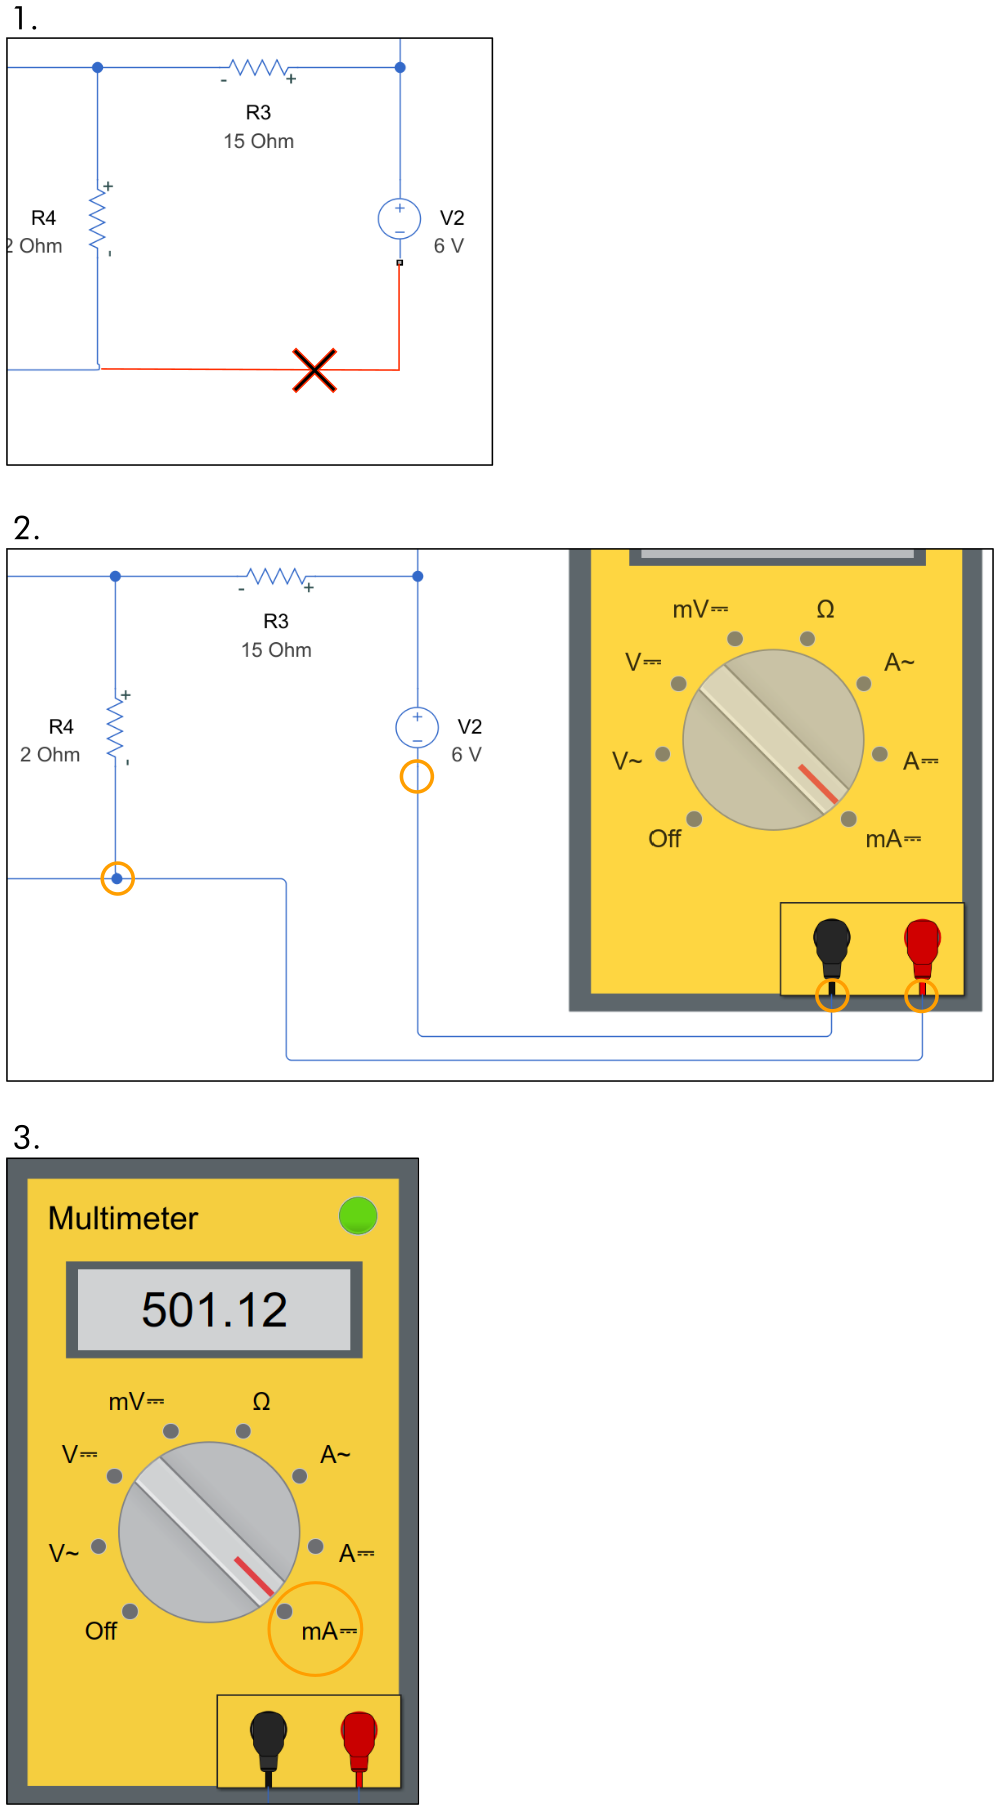 1.
- +
R3
15 Ohm
+
R4
2 Ohm
-
+
−
V2
6 V
2.
- +
R3
15 Ohm
+
R4
2 Ohm
-
+
−
V2
6 V
mV⎓ Ω
V⎓ A~
V~ A⎓
Off mA⎓
3.
Multimeter
501.12
mV⎓ Ω
V⎓ A~
V~ A⎓
Off mA⎓